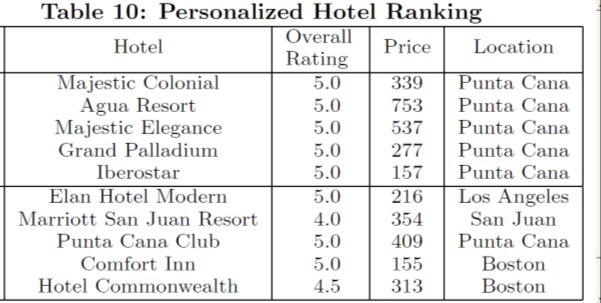 Table 10: Personalized Hotel Ranking
Hotel Overall Rating Price Location
Majestic Colonial 5.0 339 Punta Cana
Agua Resort 5.0 753 Punta Cana
Majestic Elegance 5.0 537 Punta Cana
Grand Palladium 5.0 277 Punta Cana
Iberostar 5.0 157 Punta Cana
Elan Hotel Modern 5.0 216 Los Angeles
Marriott San Juan Resort 4.0 354 San Juan
Punta Cana Club 5.0 409 Punta Cana
Comfort Inn 5.0 155 Boston
Hotel Commonwealth 4.5 313 Boston